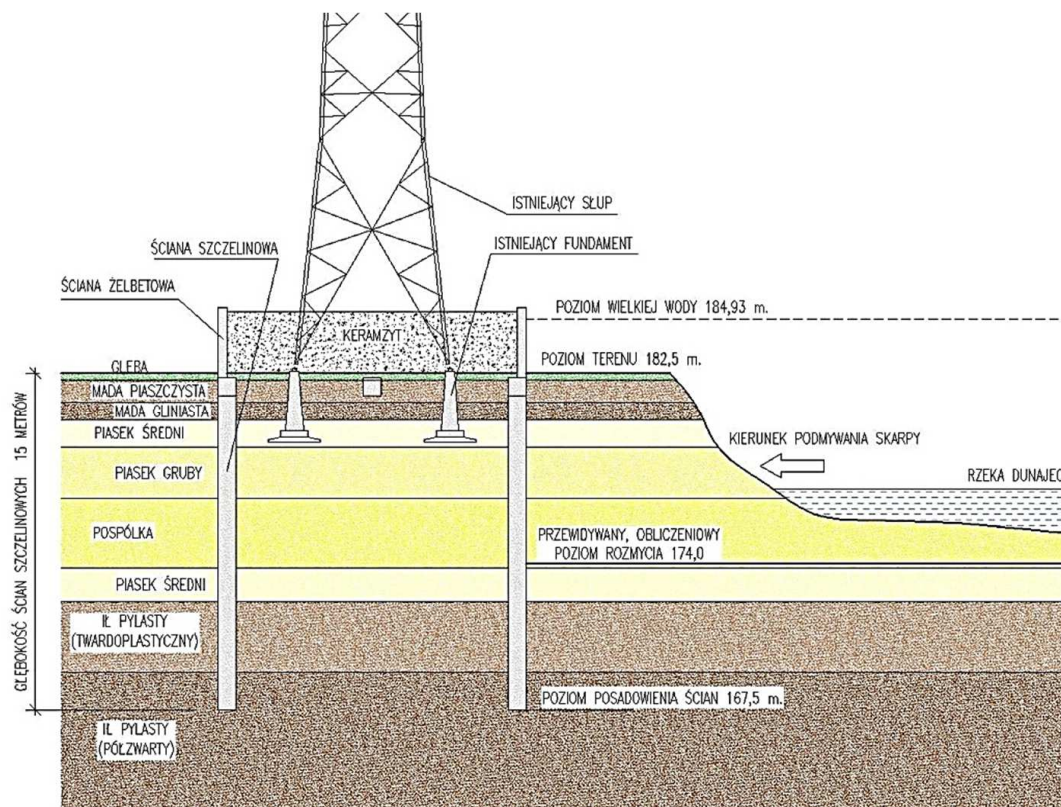 ISTNIEJĄCY SŁUP
ŚCIANA SZCZELINOWA
ISTNIEJĄCY FUNDAMENT
ŚCIANA ŻELBETOWA
POZIOM WIELKIEJ WODY 184,93 m.
KERAMZYT
GLEBA
POZIOM TERENU 182,5 m.
MADA PIASZCZYSTA
MADA GLINIASTA
PIASEK ŚREDNI
KIERUNEK PODMYWANIA SKARPY
PIASEK GRUBY
RZEKA DUNAJEC
POSPÓLKA
PRZEWIDYWANY, OBLICZENIOWY
POZIOM ROZMYCIA 174,0
PIASEK ŚREDNI
IŁ PYLASTY
(TWARDOPLASTYCZNY)
GŁĘBOKOŚĆ ŚCIAN SZCZELINOWYCH 15 METRÓW
POZIOM POSADOWIENIA ŚCIAN 167,5 m.
IŁ PYLASTY
(PÓŁZWARTY)